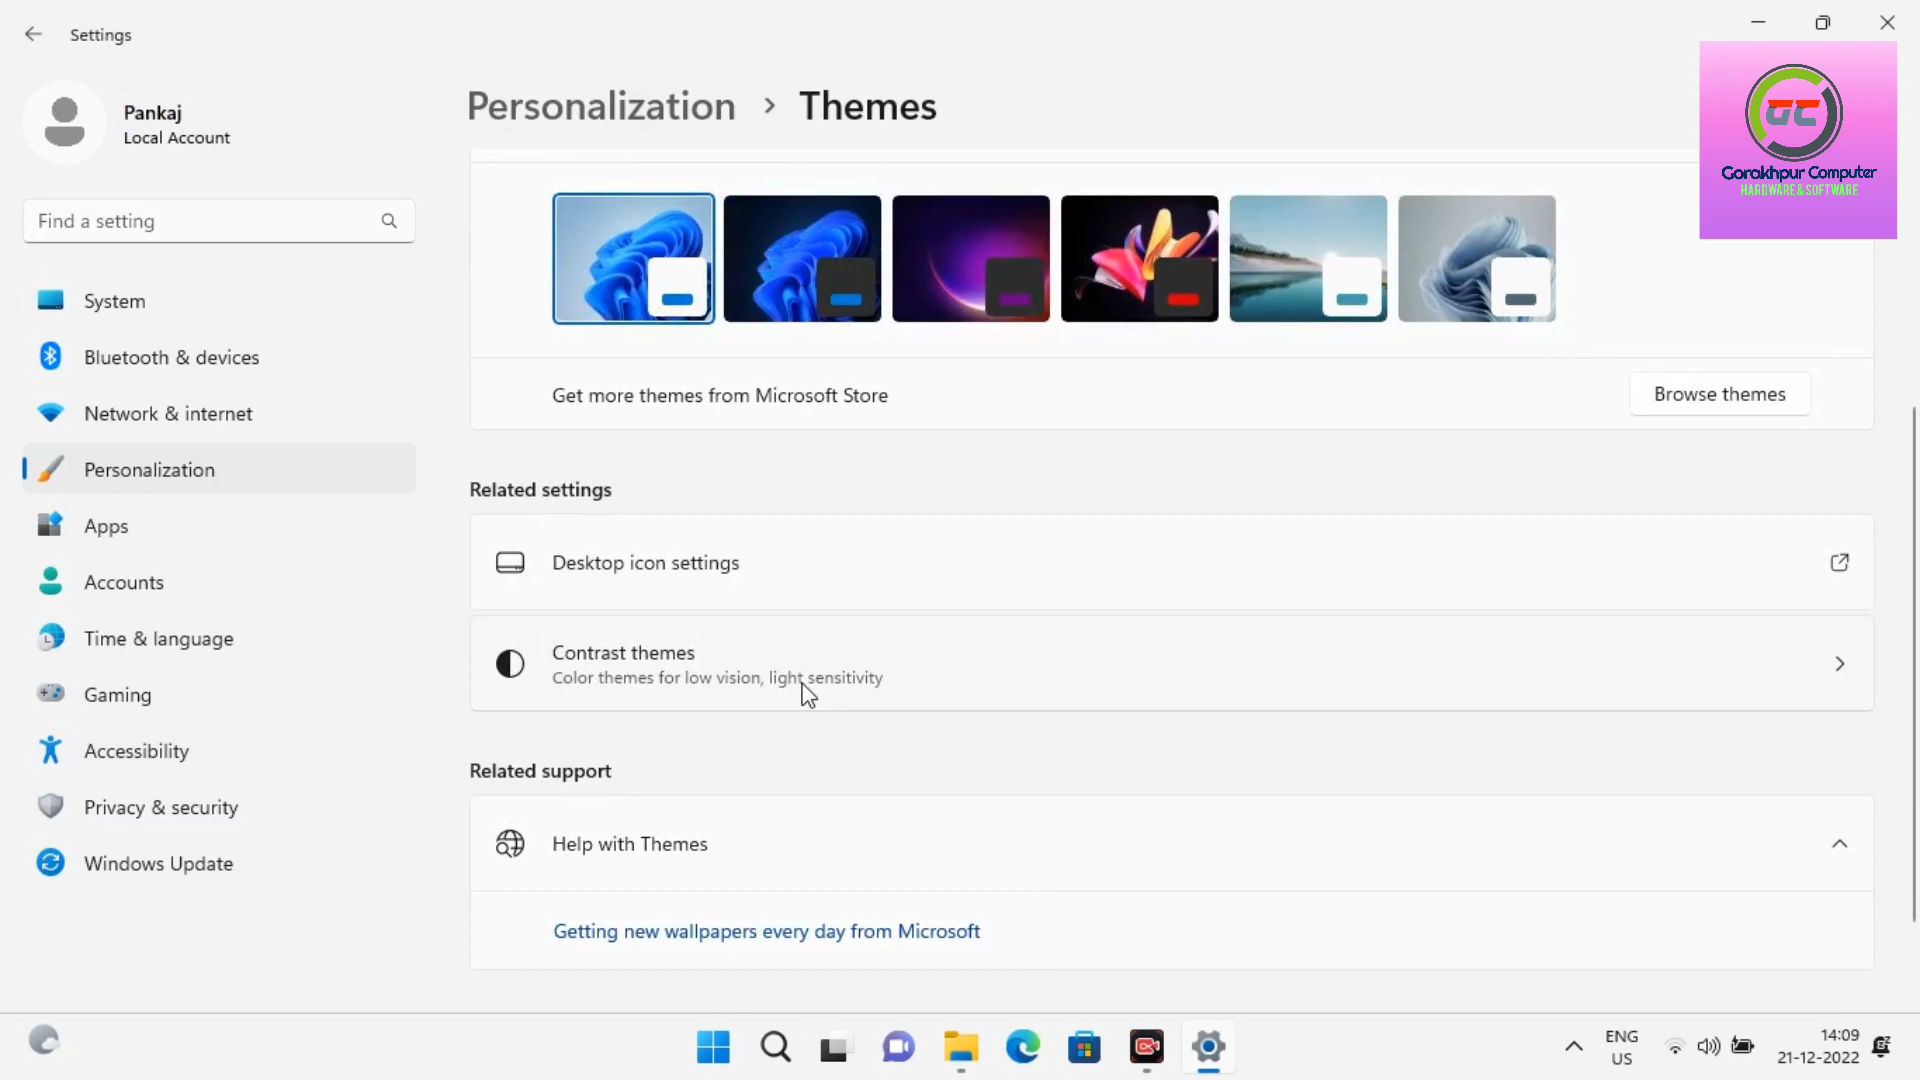 Settings
Pankaj
Local Account
Find a setting
System
Bluetooth & devices
Network & internet
Personalization
Apps
Accounts
Time & language
Gaming
Accessibility
Privacy & security
Windows Update
Personalization > Themes
GC
Gorakhpur Computer
HARDWARE & SOFTWARE
Get more themes from Microsoft Store
Browse themes
Related settings
Desktop icon settings
Contrast themes
Color themes for low vision, light sensitivity
Related support
Help with Themes
Getting new wallpapers every day from Microsoft
ENG
US
14:09
21-12-2022